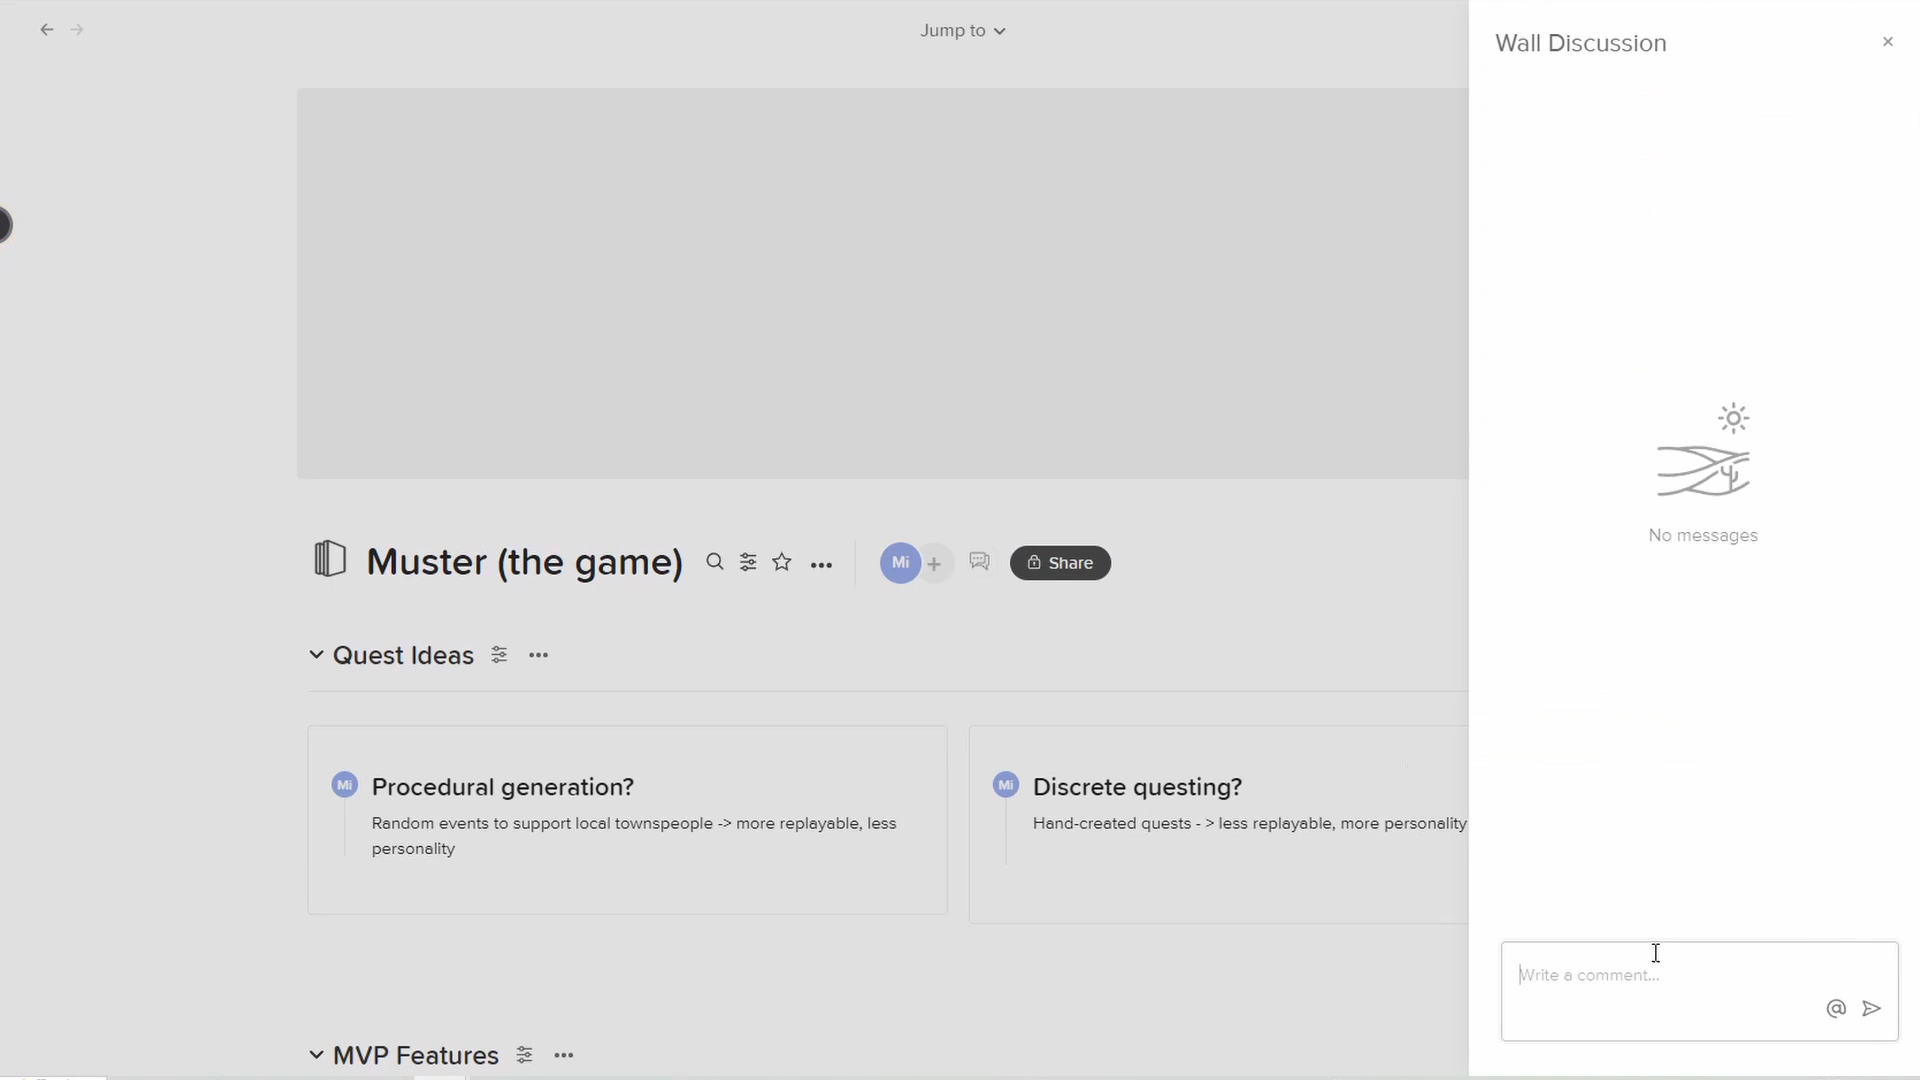 Jump to
Wall Discussion
No messages
Muster (the game)
Mi
+
Share
Quest Ideas
Mi
Procedural generation?
Random events to support local townspeople -> more replayable, less
personality
Mi
Discrete questing?
Hand-created quests - > less replayable, more personality
Write a comment...
@
MVP Features